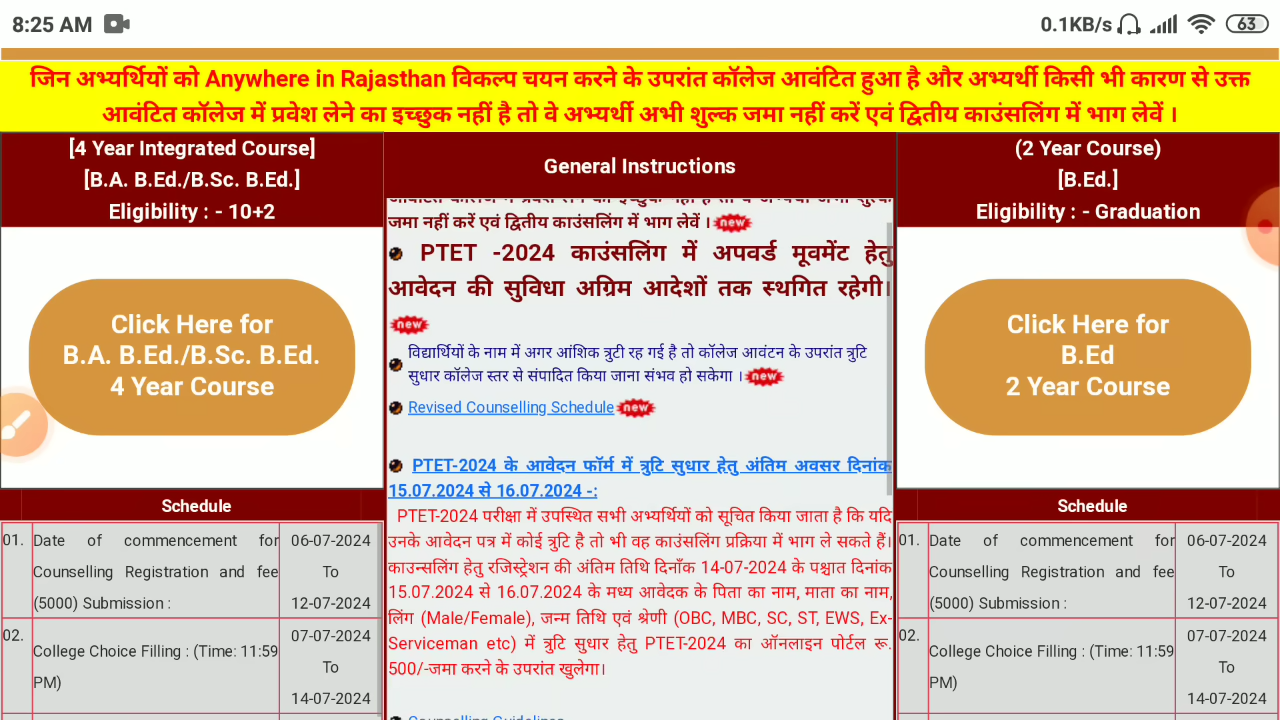 8:25 AM
0.1KB/s
63
जिन अभ्यर्थियों को Anywhere in Rajasthan विकल्प चयन करने के उपरांत कॉलेज आवंटित हुआ है और अभ्यर्थी किसी भी कारण से उक्त
आवंटित कॉलेज में प्रवेश लेने का इच्छुक नहीं है तो वे अभ्यर्थी अभी शुल्क जमा नहीं करें एवं द्वितीय काउंसलिंग में भाग लेवें ।
[4 Year Integrated Course]
[B.A. B.Ed./B.Sc. B.Ed.]
Eligibility : - 10+2
Click Here for
B.A. B.Ed./B.Sc. B.Ed.
4 Year Course
Schedule
01. Date of commencement for 06-07-2024
Counselling Registration and fee To
(5000) Submission : 12-07-2024
02. 07-07-2024
College Choice Filling : (Time: 11:59 To
PM) 14-07-2024
General Instructions
जमा नहीं करें एवं द्वितीय काउंसलिंग में भाग लेवें । new
PTET -2024 काउंसलिंग में अपवर्ड मूवमेंट हेतु
आवेदन की सुविधा अग्रिम आदेशों तक स्थगित रहेगी।
new
विद्यार्थियों के नाम में अगर आंशिक त्रुटी रह गई है तो कॉलेज आवंटन के उपरांत त्रुटि
सुधार कॉलेज स्तर से संपादित किया जाना संभव हो सकेगा । new
Revised Counselling Schedule new
PTET-2024 के आवेदन फॉर्म में त्रुटि सुधार हेतु अंतिम अवसर दिनांक
15.07.2024 से 16.07.2024 -:
PTET-2024 परीक्षा में उपस्थित सभी अभ्यर्थियों को सूचित किया जाता है कि यदि
उनके आवेदन पत्र में कोई त्रुटि है तो भी वह काउंसलिंग प्रक्रिया में भाग ले सकते हैं।
काउन्सलिंग हेतु रजिस्ट्रेशन की अंतिम तिथि दिनाँक 14-07-2024 के पश्चात दिनांक
15.07.2024 से 16.07.2024 के मध्य आवेदक के पिता का नाम, माता का नाम,
लिंग (Male/Female), जन्म तिथि एवं श्रेणी (OBC, MBC, SC, ST, EWS, Ex-
Serviceman etc) में त्रुटि सुधार हेतु PTET-2024 का ऑनलाइन पोर्टल रू.
500/-जमा करने के उपरांत खुलेगा।
Counselling Guidelines
(2 Year Course)
[B.Ed.]
Eligibility : - Graduation
Click Here for
B.Ed
2 Year Course
Schedule
01. Date of commencement for 06-07-2024
Counselling Registration and fee To
(5000) Submission : 12-07-2024
02. 07-07-2024
College Choice Filling : (Time: 11:59 To
PM) 14-07-2024